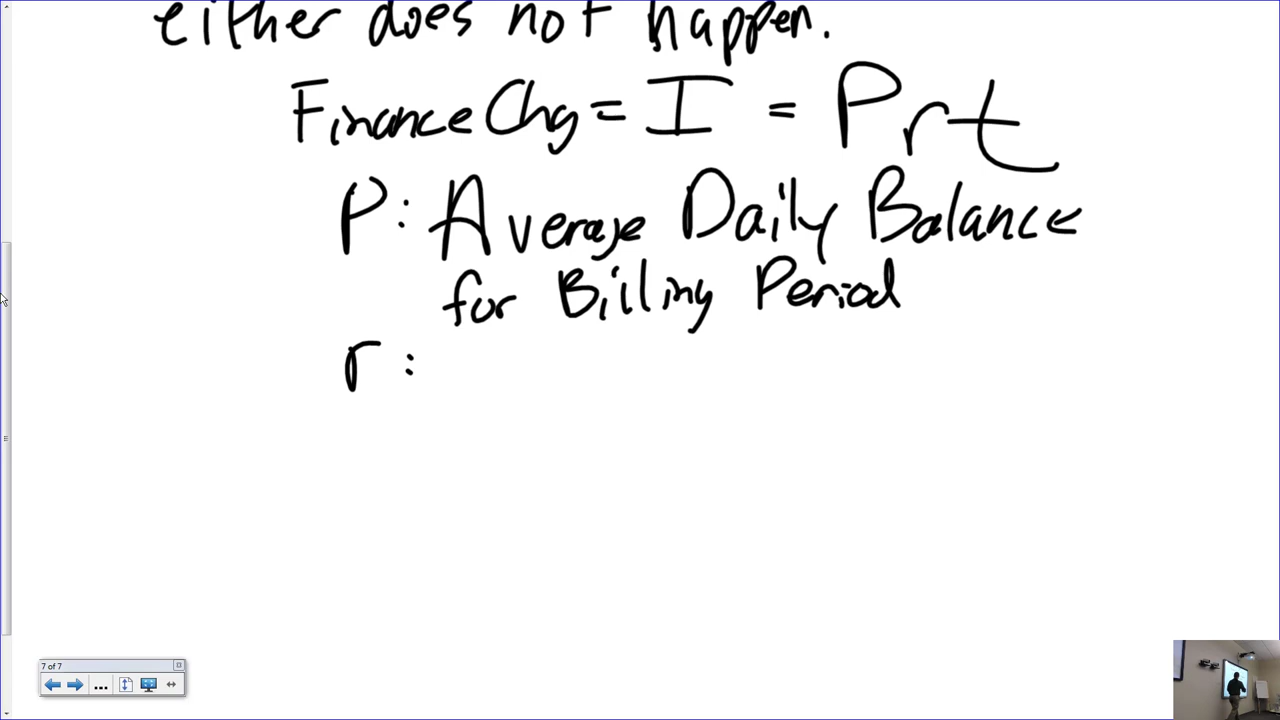 either does not happen.
Finance Chg = I = Prt
P: Average Daily Balance
for Billing Period
r:
7 of 7